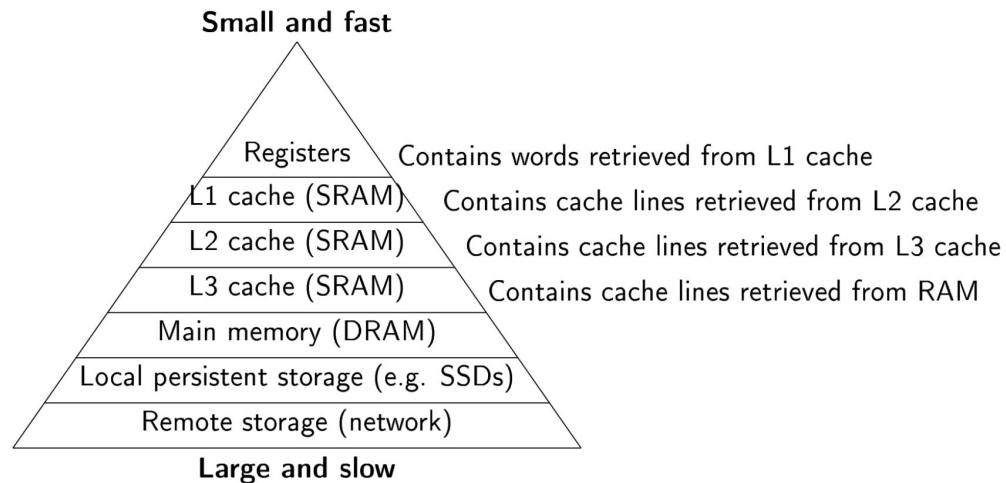 Small and fast
Registers
Contains words retrieved from L1 cache
L1 cache (SRAM)
Contains cache lines retrieved from L2 cache
L2 cache (SRAM)
Contains cache lines retrieved from L3 cache
L3 cache (SRAM)
Contains cache lines retrieved from RAM
Main memory (DRAM)
Local persistent storage (e.g. SSDs)
Remote storage (network)
Large and slow